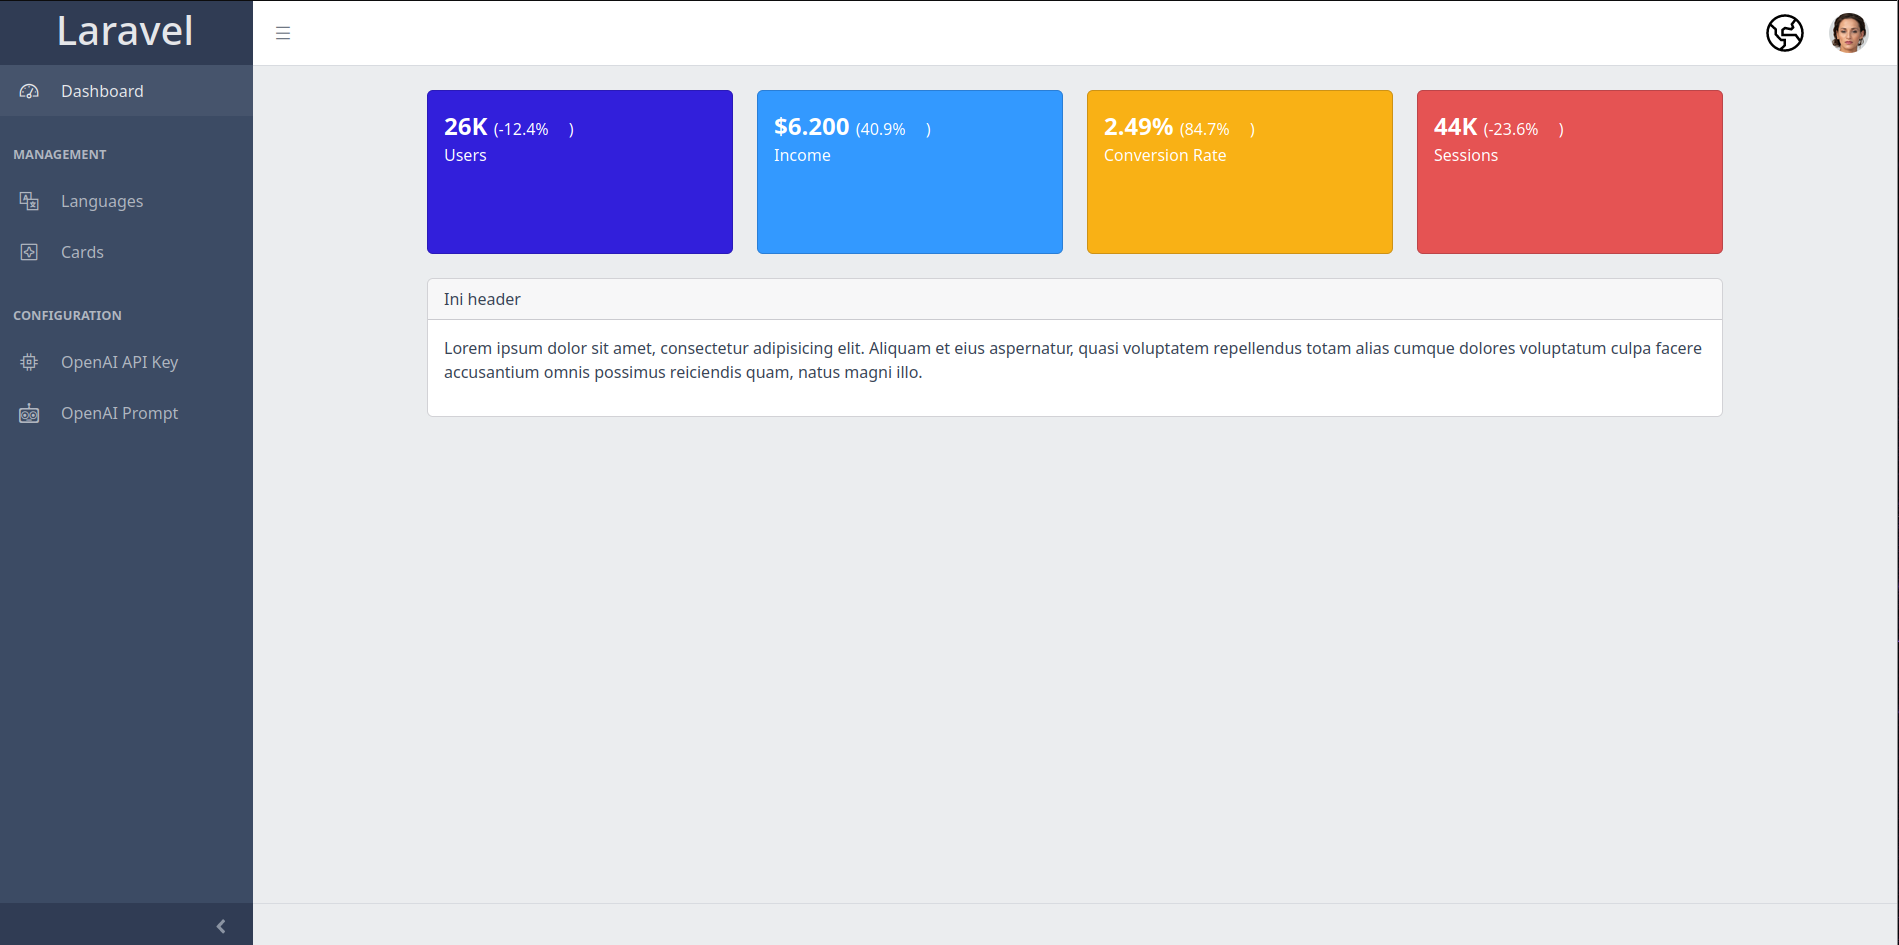 Laravel
Dashboard
MANAGEMENT
Languages
Cards
CONFIGURATION
OpenAI API Key
OpenAI Prompt
26K (-12.4% )
Users
$6.200 (40.9% )
Income
2.49% (84.7% )
Conversion Rate
44K (-23.6% )
Sessions
Ini header
Lorem ipsum dolor sit amet, consectetur adipisicing elit. Aliquam et eius aspernatur, quasi voluptatem repellendus totam alias cumque dolores voluptatum culpa facere
accusantium omnis possimus reiciendis quam, natus magni illo.